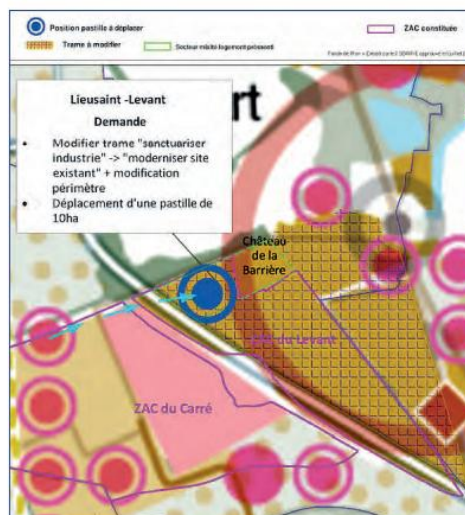 Position pastille à déplacer
ZAC constituée
Trame à modifier
Secteur mixité logement pressenti
rt
Lieusaint -Levant
Demande
• Modifier trame "sanctuariser
industrie" -> "moderniser site
existant" + modification
périmètre
• Déplacement d'une pastille de
10ha
Château
de la
Barrière
ZAC du Levant
ZAC du Carré